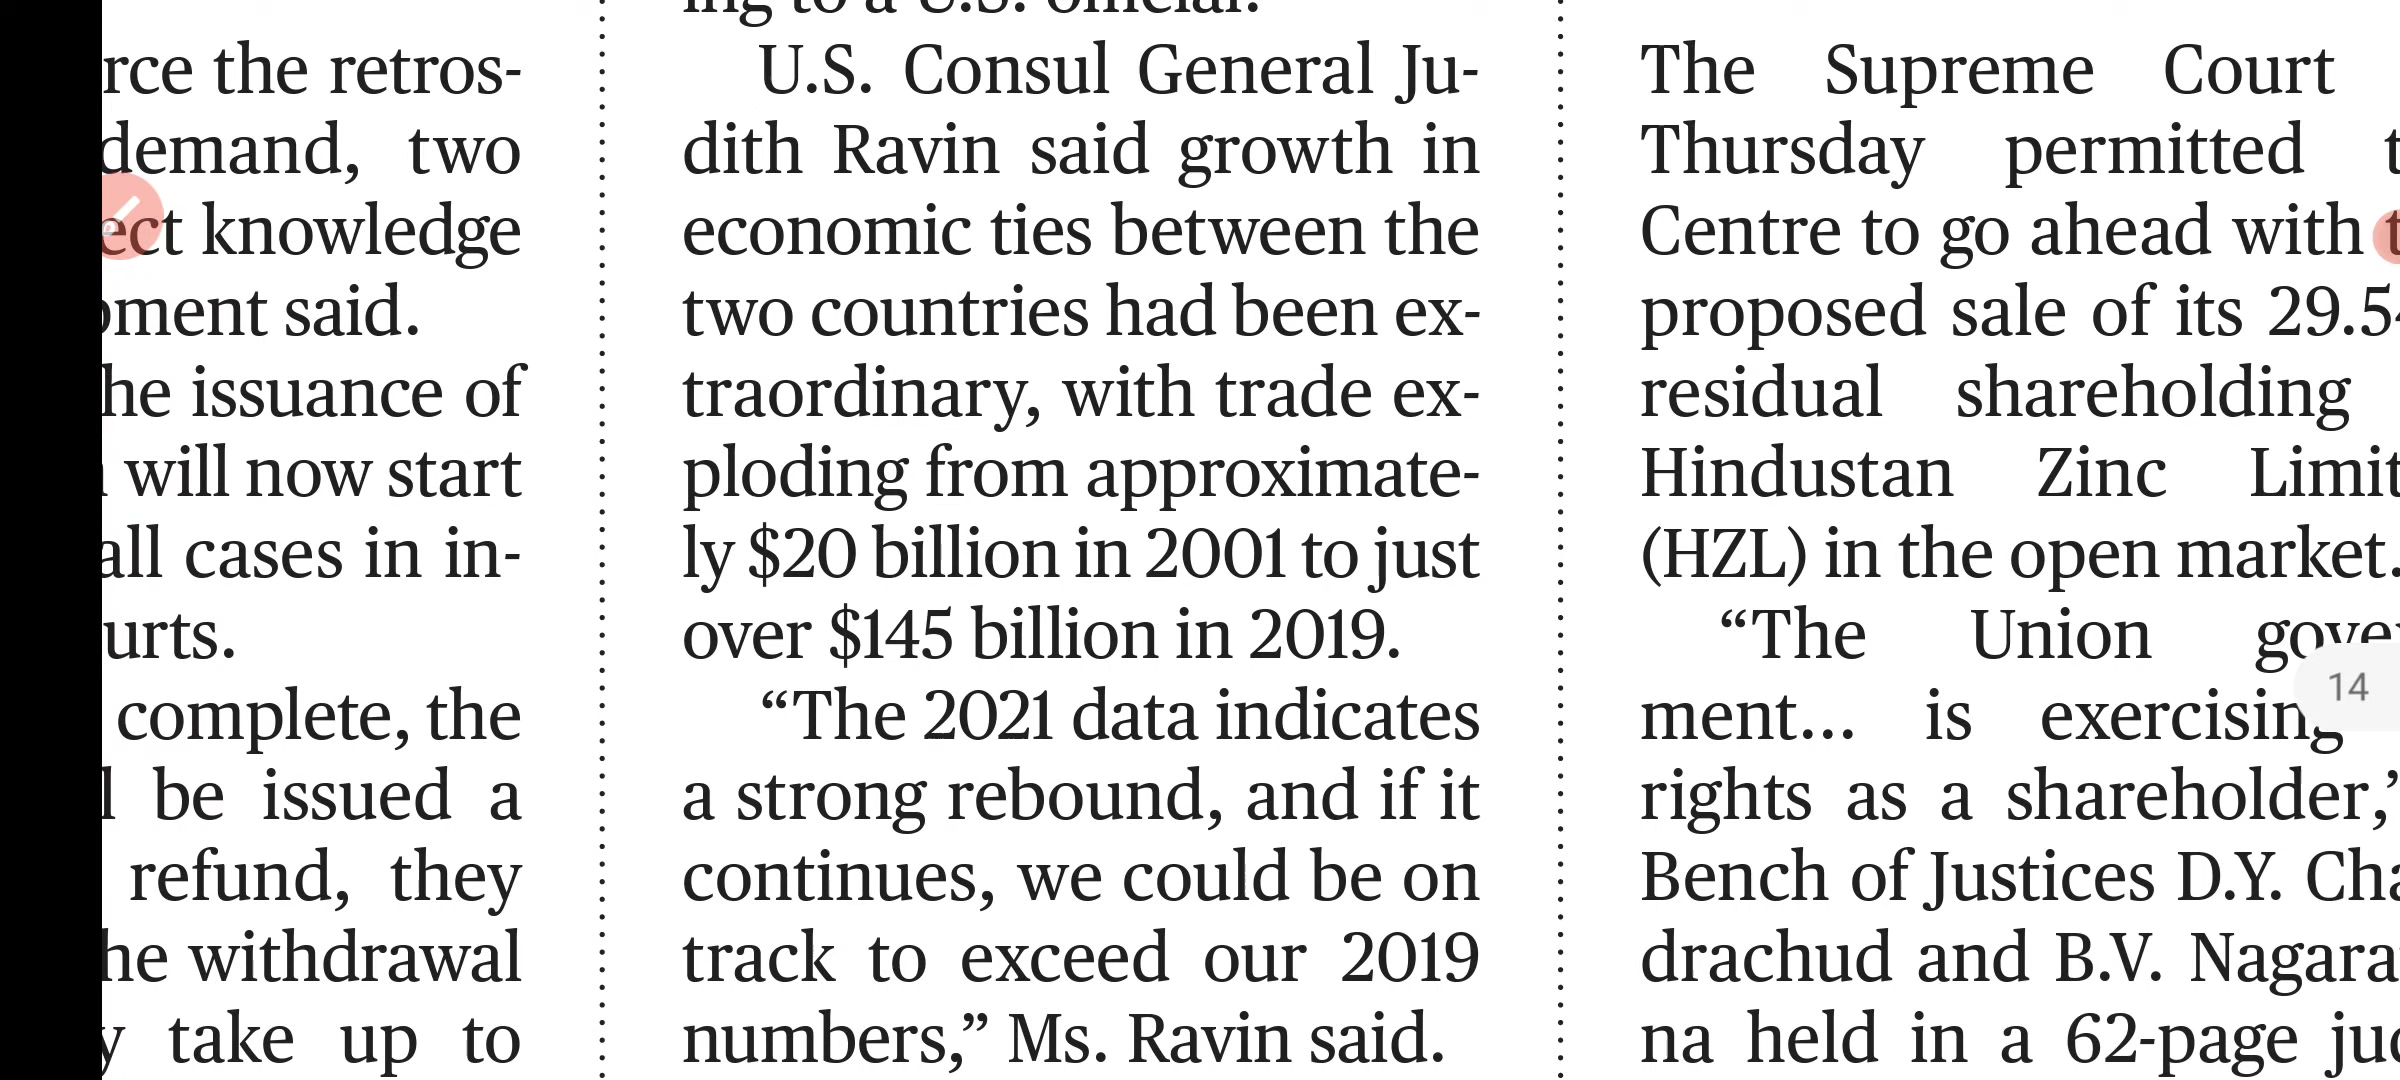 rce the retros-
demand, two
ect knowledge
pment said.
he issuance of
will now start
all cases in in-
urts.
complete, the
l be issued a
refund, they
he withdrawal
y take up to
U.S. Consul General Ju-
dith Ravin said growth in
economic ties between the
two countries had been ex-
traordinary, with trade ex-
ploding from approximate-
ly $20 billion in 2001 to just
over $145 billion in 2019.
“The 2021 data indicates
a strong rebound, and if it
continues, we could be on
track to exceed our 2019
numbers,” Ms. Ravin said.
The Supreme Court
Thursday permitted t
Centre to go ahead with t
proposed sale of its 29.5
residual shareholding
Hindustan Zinc Limit
(HZL) in the open market.
“The Union gover
14
ment... is exercising
rights as a shareholder,”
Bench of Justices D.Y. Cha
drachud and B.V. Nagara
na held in a 62-page jud